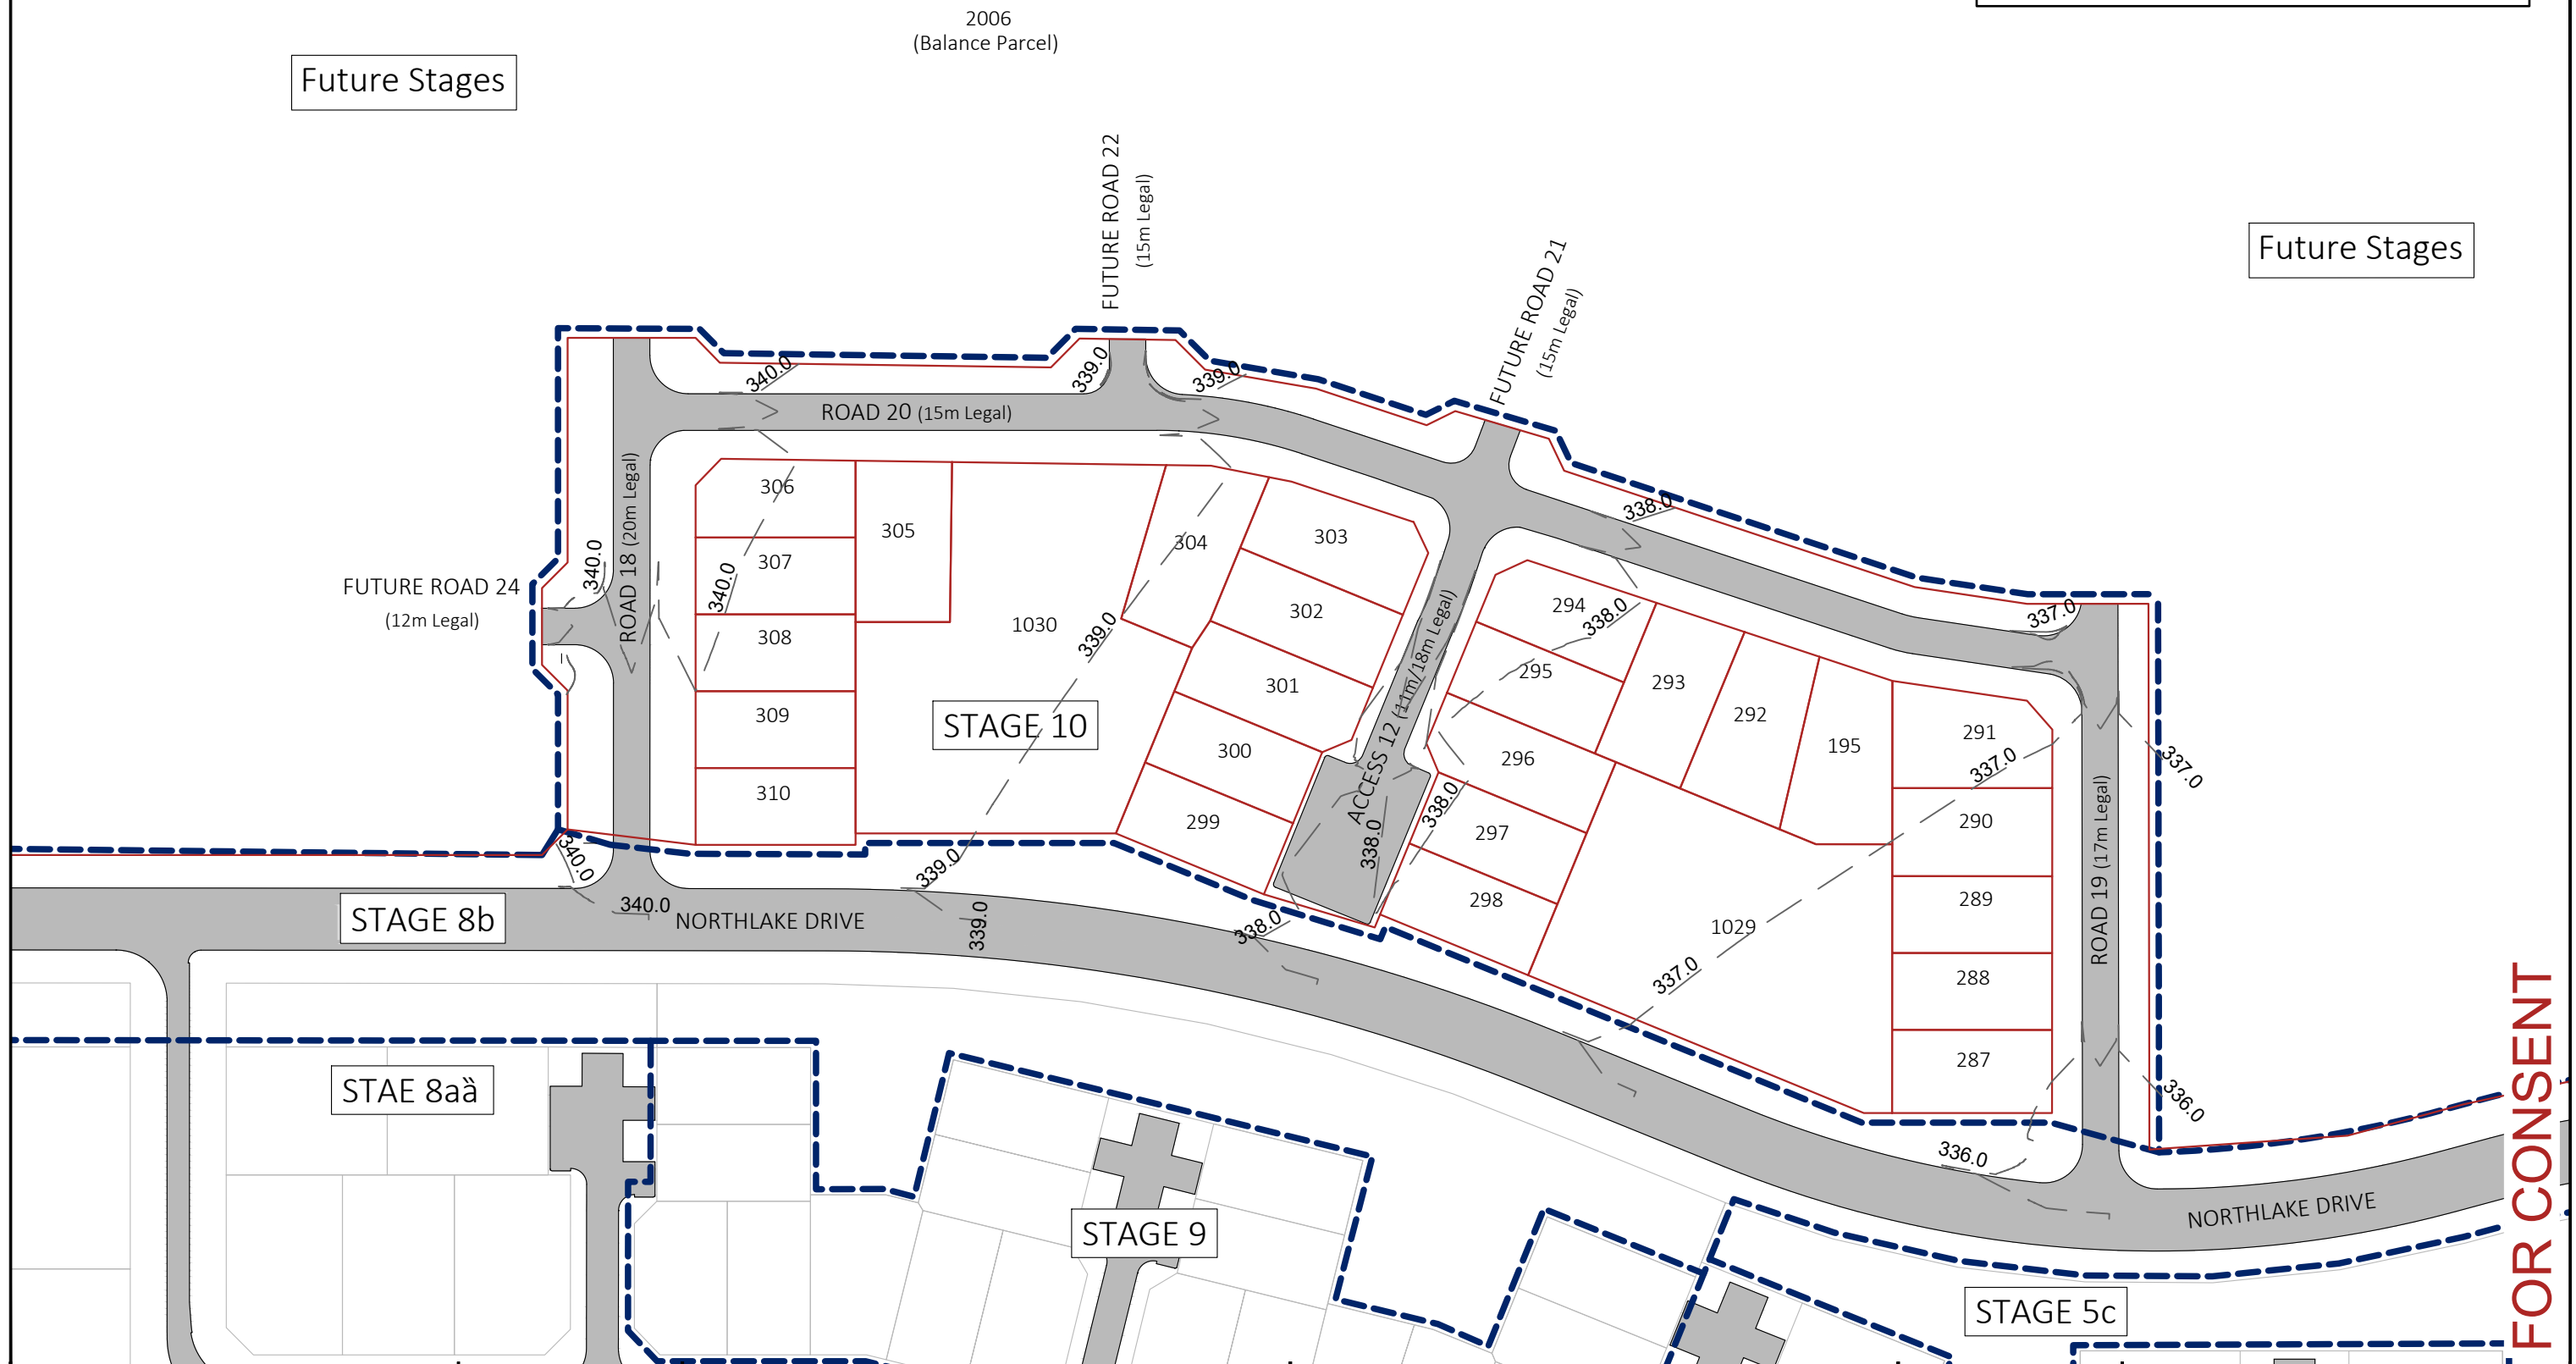 2006
(Balance Parcel)
Future Stages
Future Stages
FUTURE ROAD 22
(15m Legal)
FUTURE ROAD 21
(15m Legal)
340.0
339.0
339.0
ROAD 20 (15m Legal)
338.0
337.0
337.0
336.0
FUTURE ROAD 24
(12m Legal)
340.0
ROAD 18 (20m Legal)
340.0
306
307
308
309
310
305
1030
339.0
STAGE 10
304
303
302
301
300
299
ACCESS 12 (11m/18m Legal)
338.0
338.0
338.0
294
295
296
297
298
293
292
195
291
337.0
290
289
288
287
1029
337.0
ROAD 19 (17m Legal)
340.0
340.0
339.0
339.0
338.0
336.0
STAGE 8b
NORTHLAKE DRIVE
NORTHLAKE DRIVE
STAE 8aà̀
STAGE 9
STAGE 5c
FOR CONSENT